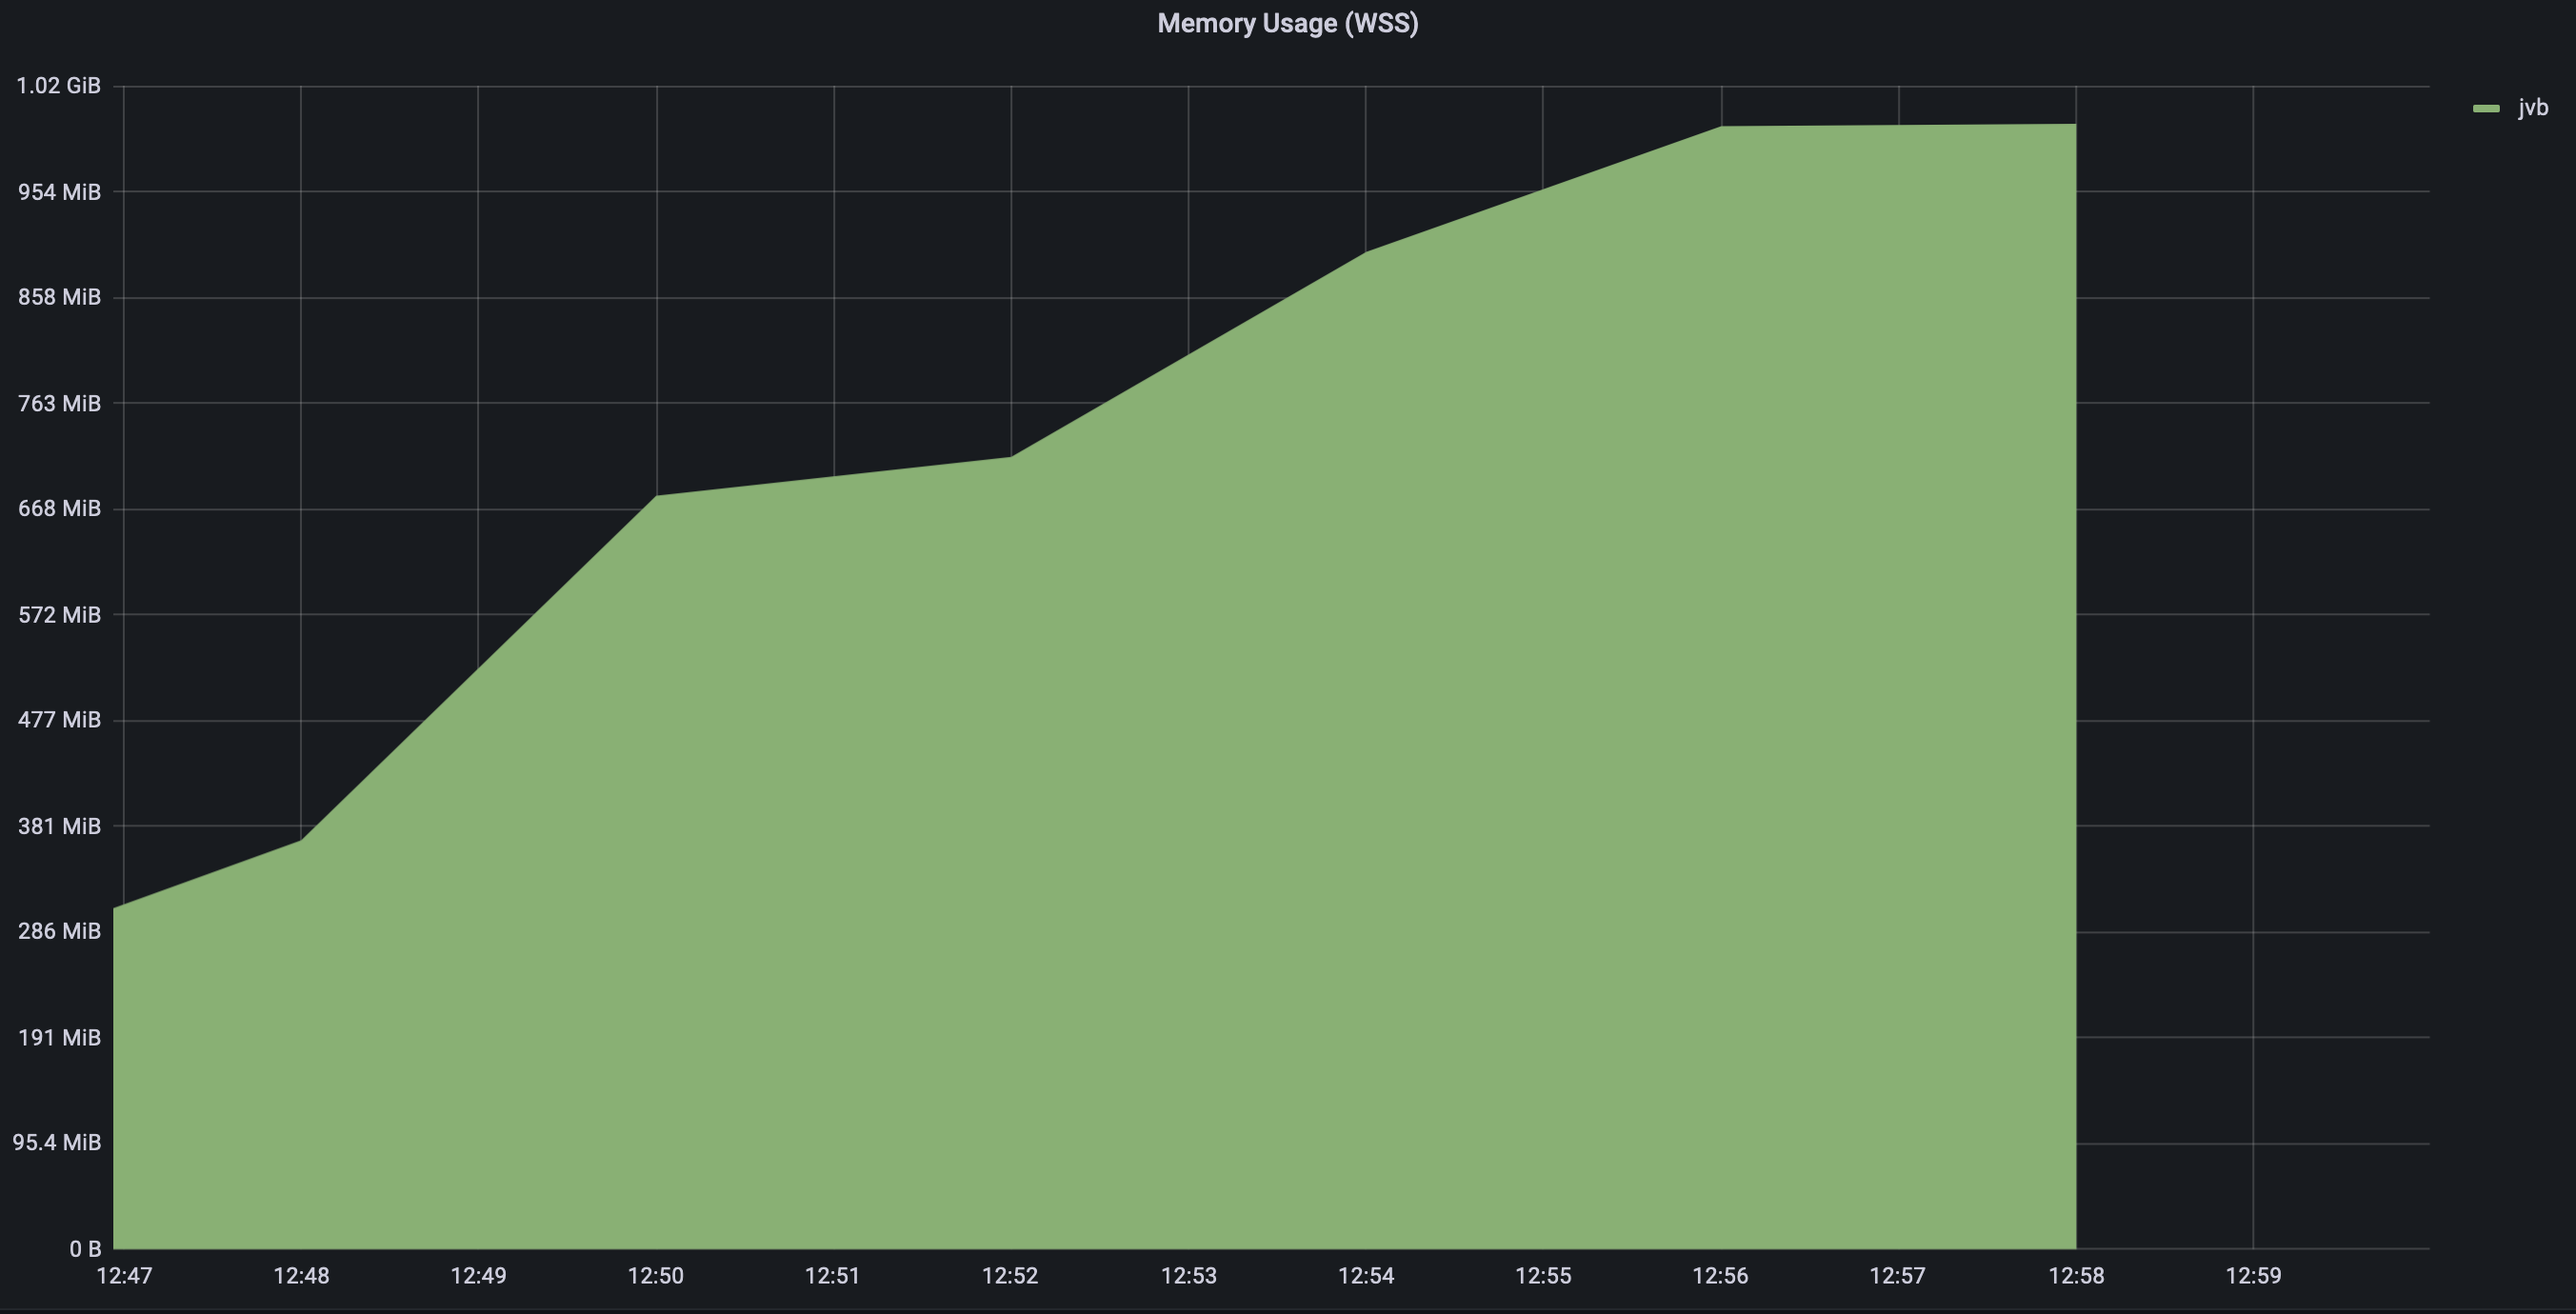 Memory Usage (WSS)
1.02 GiB
954 MiB
858 MiB
763 MiB
668 MiB
572 MiB
477 MiB
381 MiB
286 MiB
191 MiB
95.4 MiB
0 B
12:47 12:48 12:49 12:50 12:51 12:52 12:53 12:54 12:55 12:56 12:57 12:58 12:59
jvb